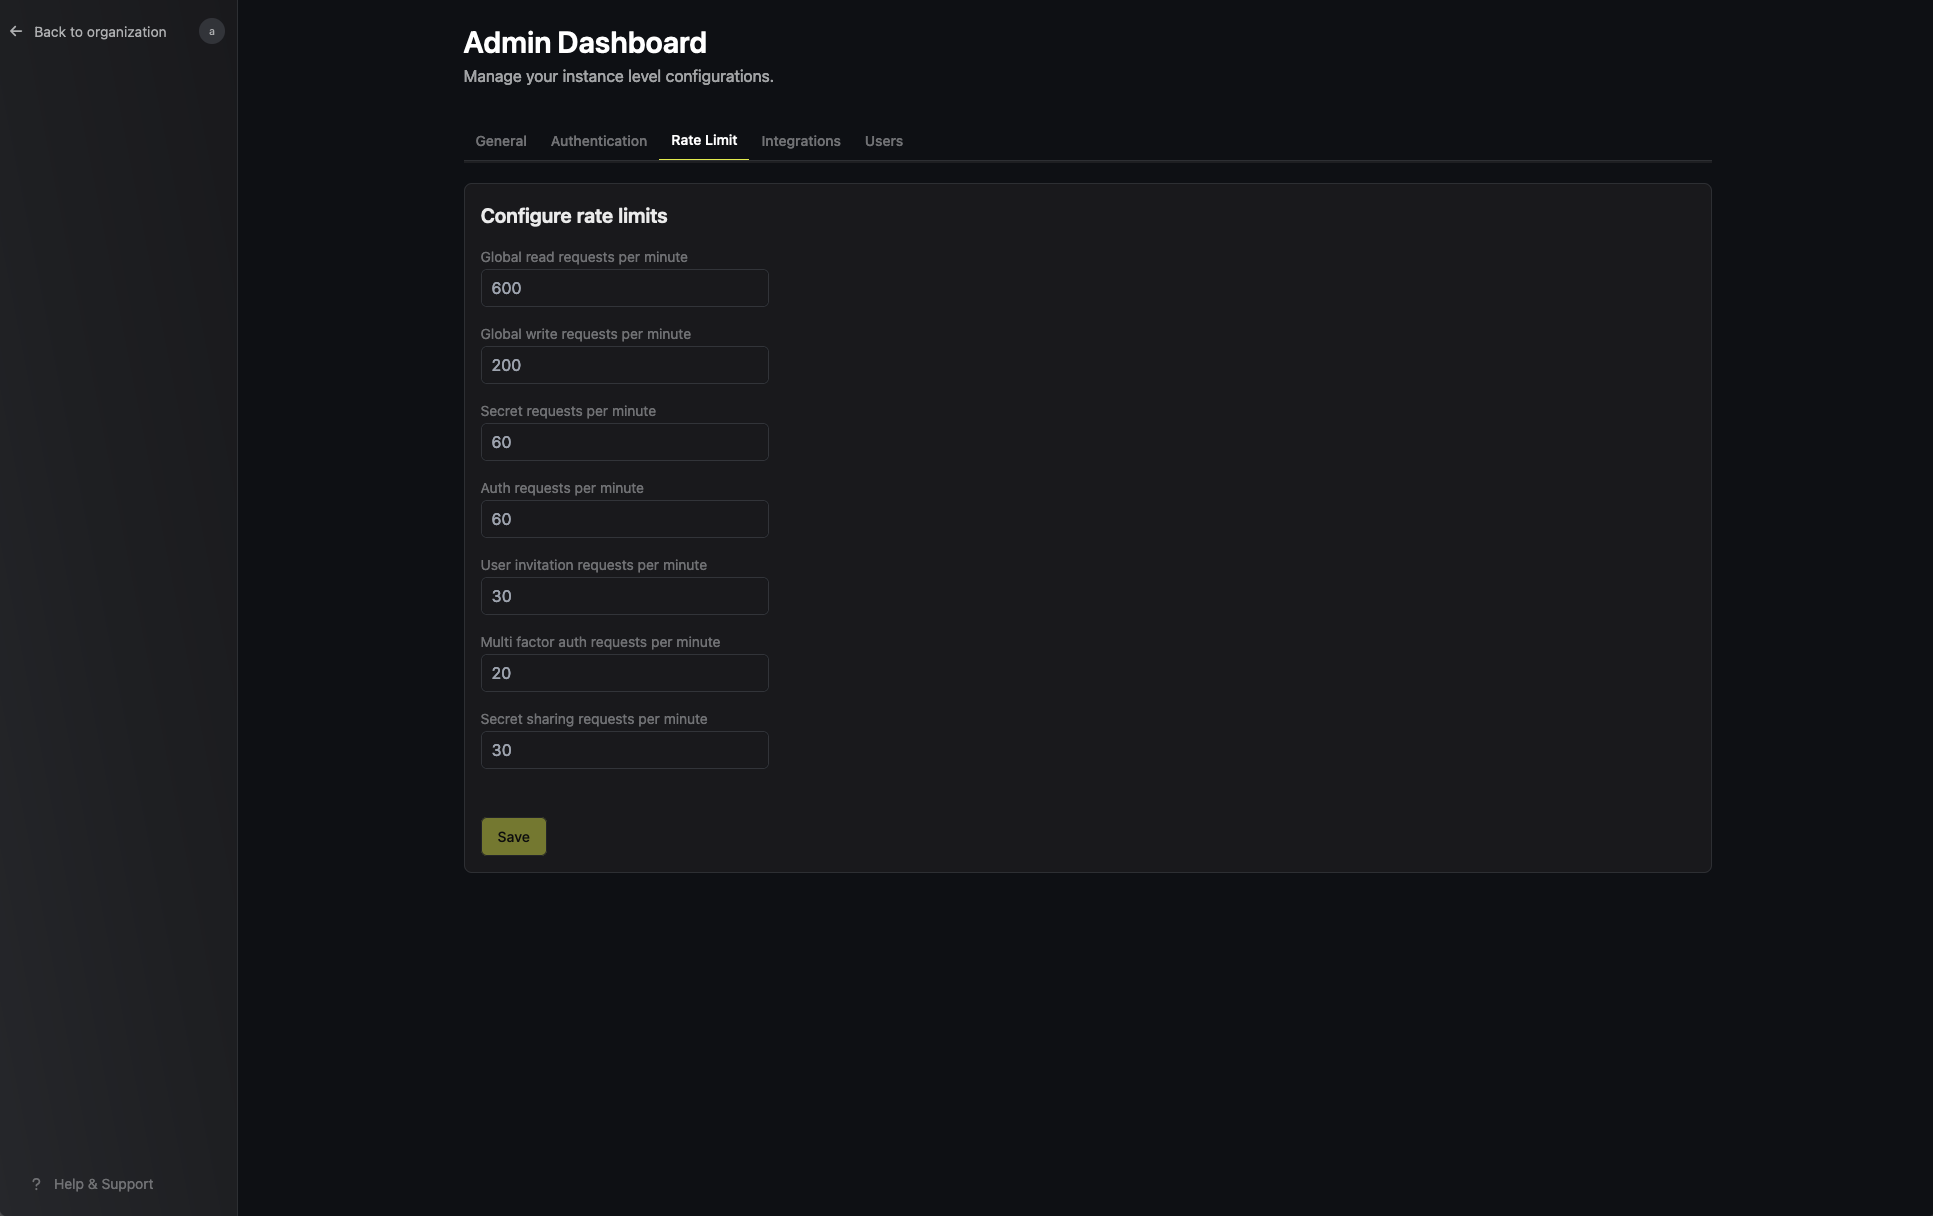 Back to organization
a
Admin Dashboard
Manage your instance level configurations.
General Authentication Rate Limit Integrations Users
Configure rate limits
Global read requests per minute
600
Global write requests per minute
200
Secret requests per minute
60
Auth requests per minute
60
User invitation requests per minute
30
Multi factor auth requests per minute
20
Secret sharing requests per minute
30
Save
? Help & Support